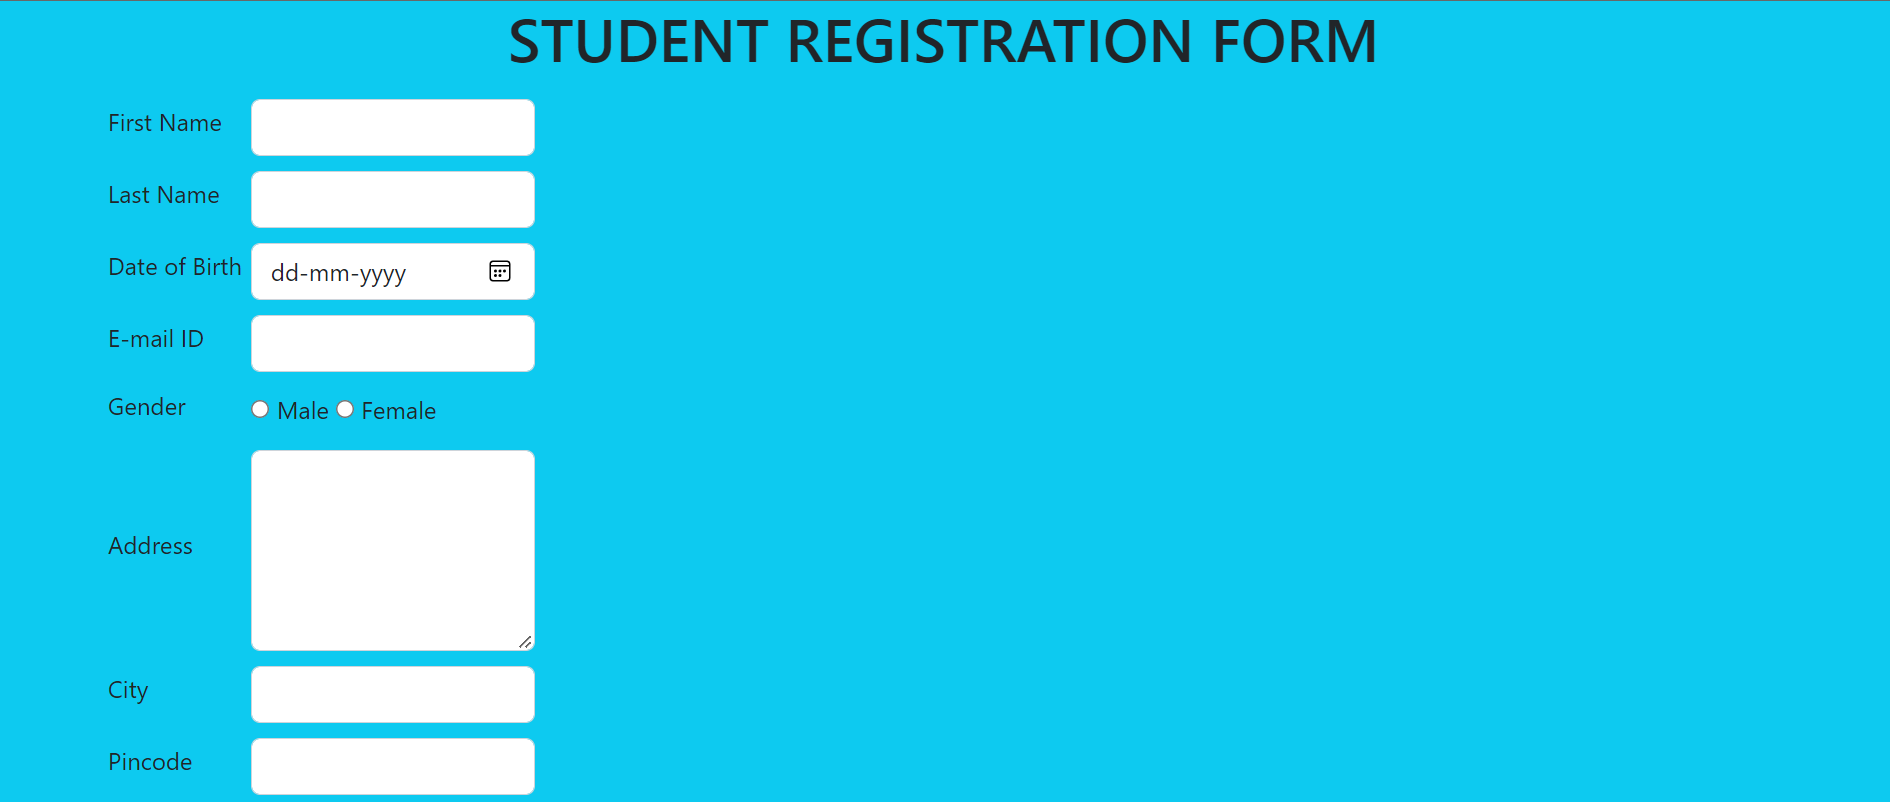 STUDENT REGISTRATION FORM
First Name
Last Name
Date of Birth dd-mm-yyyy
E-mail ID
Gender Male Female
Address
City
Pincode